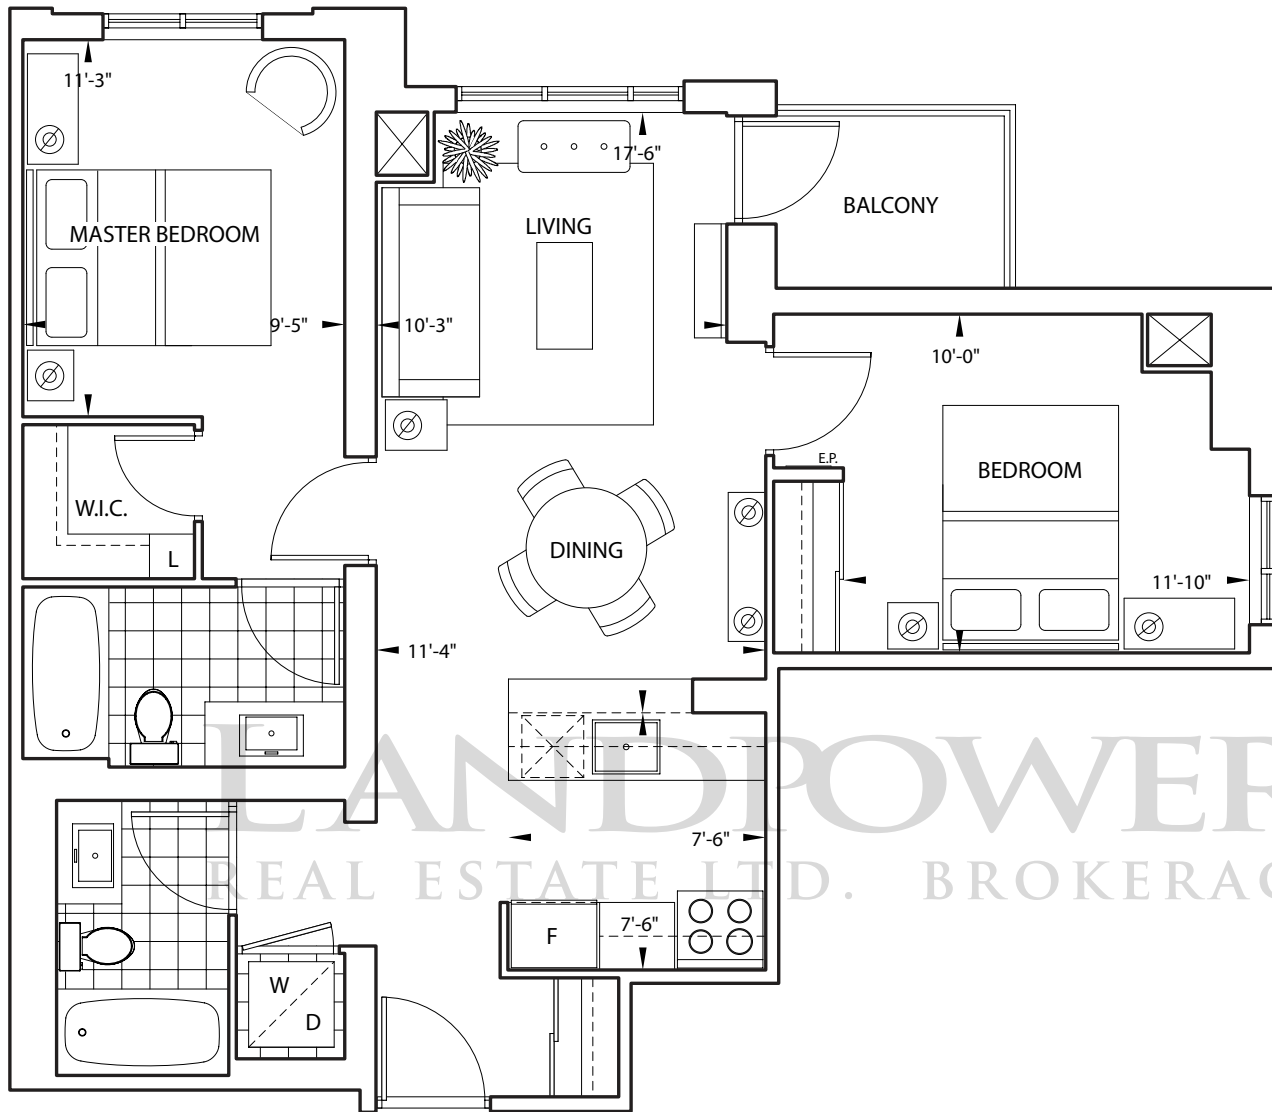 11'-3"
17'-6"
BALCONY
LIVING
MASTER BEDROOM
9'-5"
10'-3"
10'-0"
E.P.
BEDROOM
W.I.C.
DINING
L
11'-10"
11'-4"
LANDPOWER
7'-6"
REAL ESTATE LTD. BROKERAG
F
7'-6"
W
D